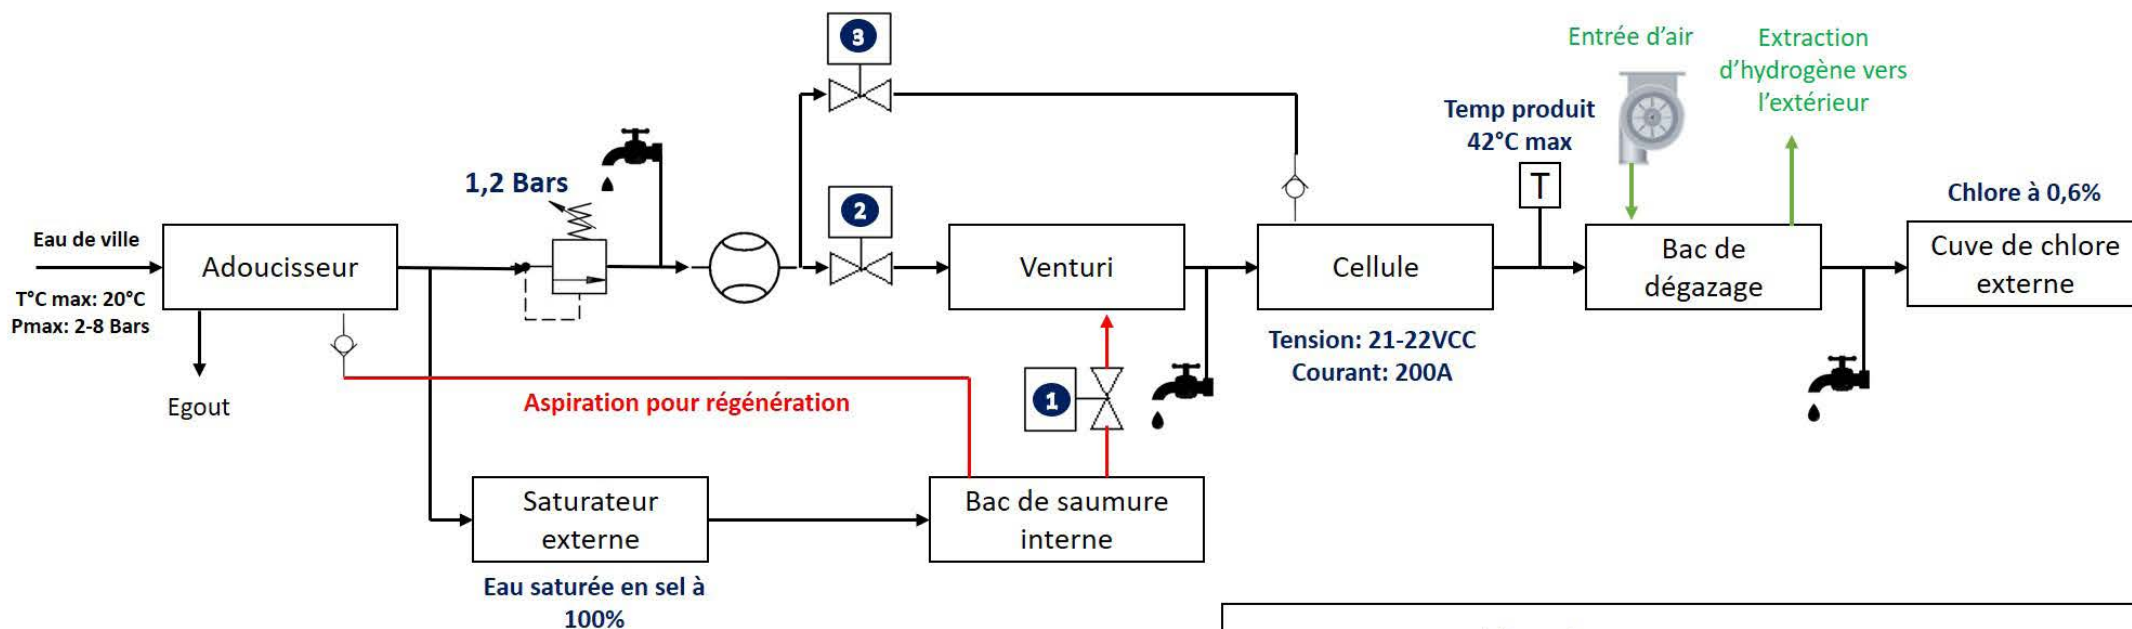 3
Entrée d'air
Extraction
d'hydrogène vers
l'extérieur
Temp produit
42°C max
T
1,2 Bars
2
Chlore à 0,6%
Eau de ville
T°C max: 20°C
Pmax: 2-8 Bars
Adoucisseur
Venturi
Cellule
Bac de
dégazage
Cuve de chlore
externe
Tension: 21-22VCC
Courant: 200A
Egout
Aspiration pour régénération
1
Saturateur
externe
Bac de saumure
interne
Eau saturée en sel à
100%